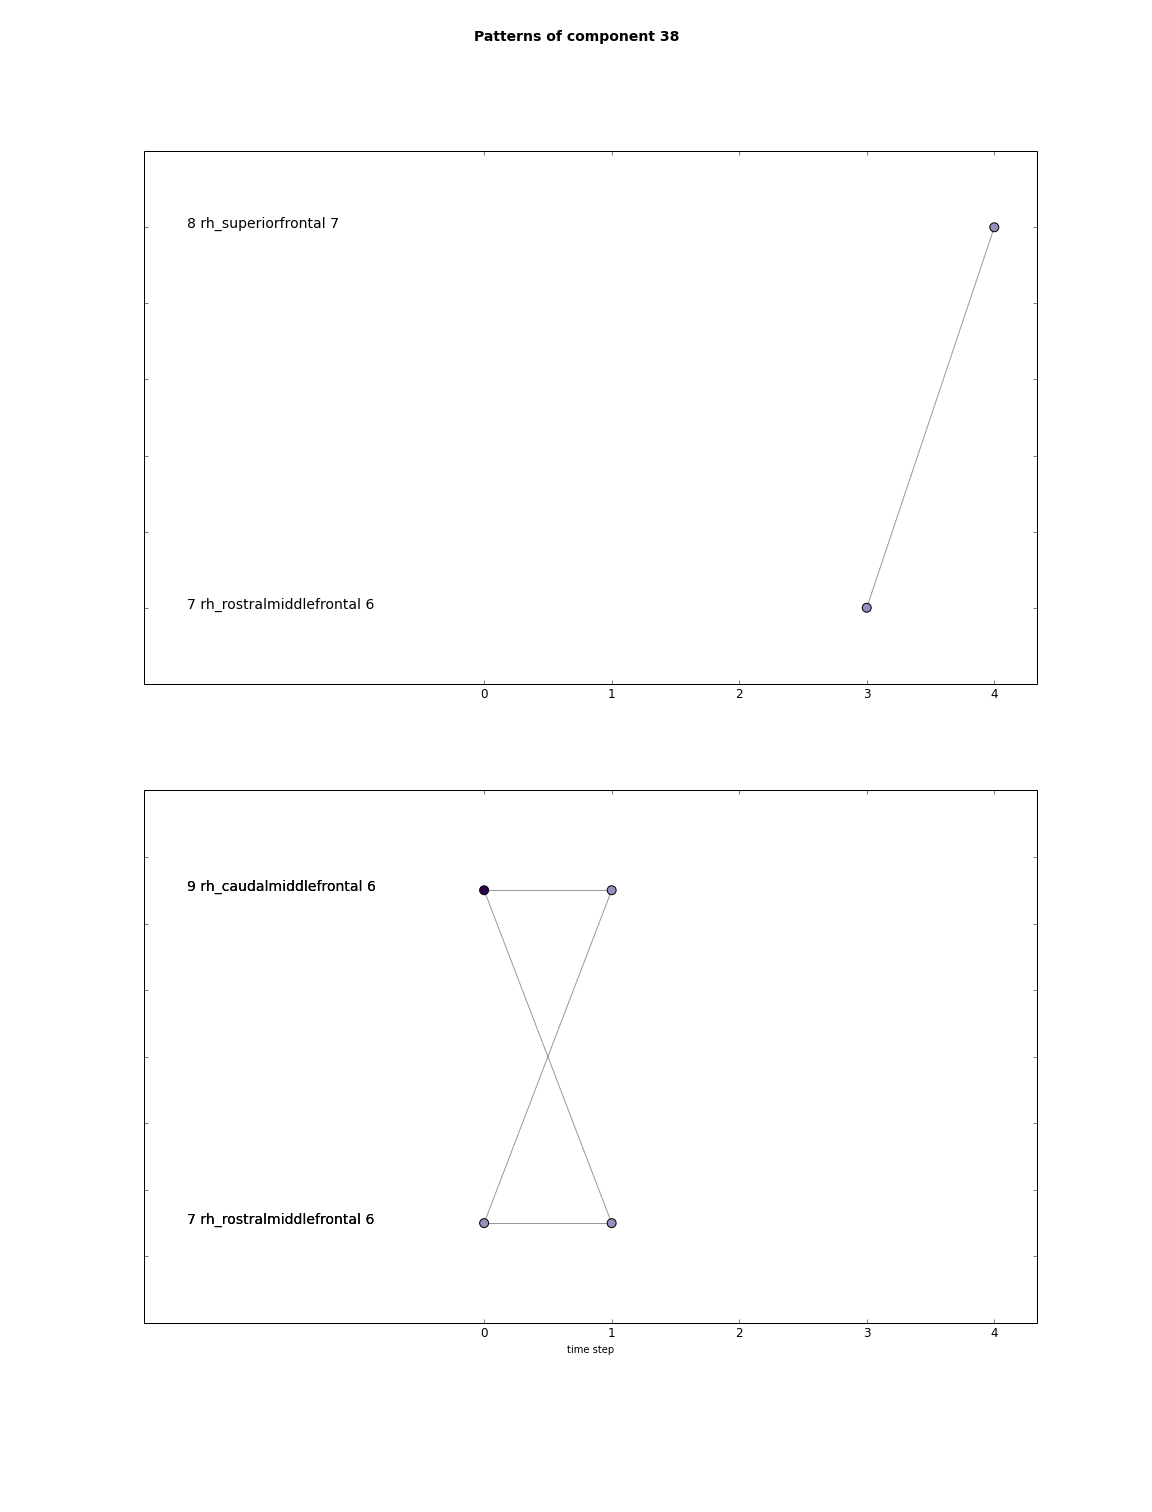 Patterns of component 38
8 rh_superiorfrontal 7
7 rh_rostralmiddlefrontal 6
0 1 2 3 4
9 rh_caudalmiddlefrontal 6
7 rh_rostralmiddlefrontal 6
0 1 2 3 4
time step